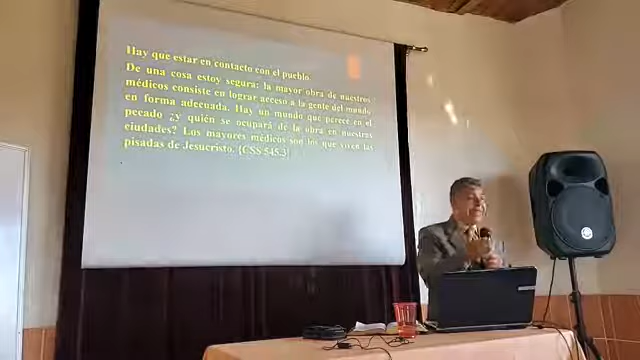 Hay que estar en contacto con el pueblo.
De una cosa estoy segura: la mayor obra de nuestros
médicos consiste en lograr acceso a la gente del mundo
en forma adecuada. Hay un mundo que perece en el
pecado ¿y quién se ocupará de la obra en nuestras
ciudades? Los mayores médicos son los que viven las
pisadas de Jesucristo. {CSS 545.3}